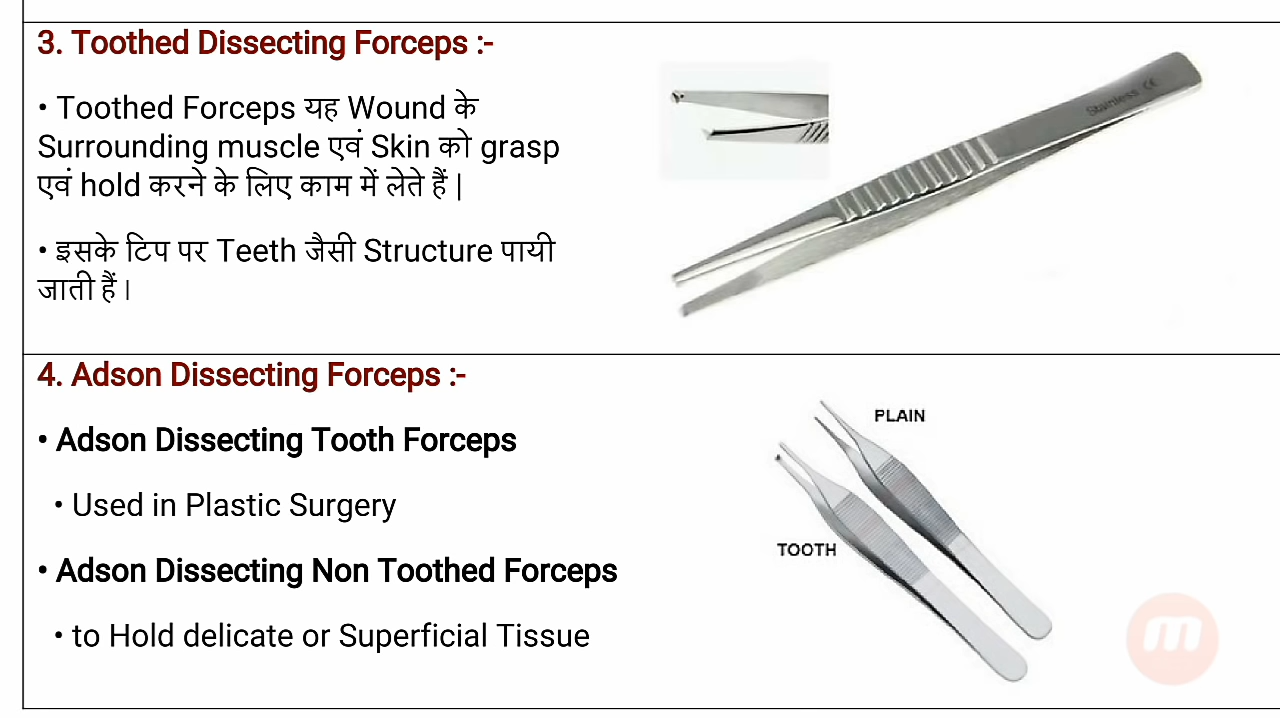 3. Toothed Dissecting Forceps :-
• Toothed Forceps यह Wound के
Surrounding muscle एवं Skin को grasp
एवं hold करने के लिए काम में लेते हैं |
• इसके टिप पर Teeth जैसी Structure पायी
जाती हैं ।
Stainless CE
4. Adson Dissecting Forceps :-
• Adson Dissecting Tooth Forceps
• Used in Plastic Surgery
• Adson Dissecting Non Toothed Forceps
• to Hold delicate or Superficial Tissue
PLAIN
TOOTH
m